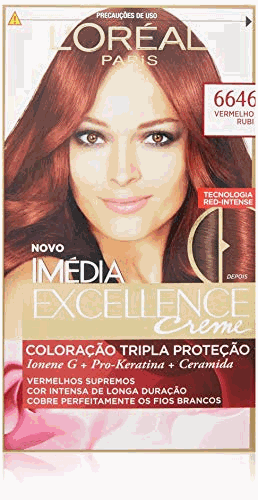 PRECAUÇÕES DE USO
L'ORÉAL
PARIS
6646
VERMELHO
RUBI
TECNOLOGIA
RED-INTENSE
DEPOIS
NOVO
IMÉDIA
EXCELLENCE
Creme
COLORAÇÃO TRIPLA PROTEÇÃO
Ionene G + Pro-Keratina + Ceramida
VERMELHOS SUPREMOS
COR INTENSA DE LONGA DURAÇÃO
COBRE PERFEITAMENTE OS FIOS BRANCOS